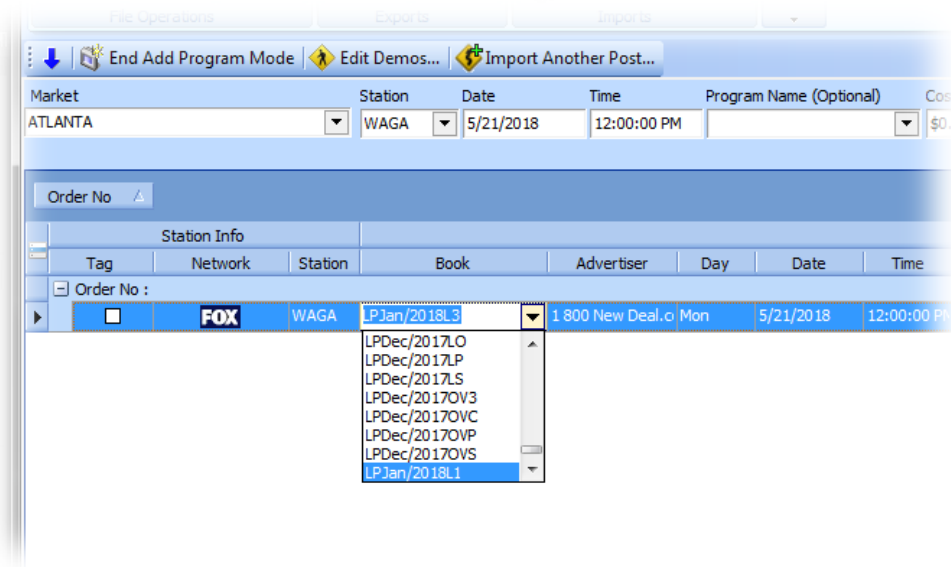 File Operations Exports Imports
End Add Program Mode Edit Demos... Import Another Post...
Market Station Date Time Program Name (Optional)
ATLANTA WAGA 5/21/2018 12:00:00 PM $0.
Order No
Station Info
Tag Network Station Book Advertiser Day Date Time
Order No :
FOX WAGA LPJan/2018L3 1 800 New Deal.c Mon 5/21/2018 12:00:00 PM
LPDec/2017LO
LPDec/2017LP
LPDec/2017LS
LPDec/2017OV3
LPDec/2017OVC
LPDec/2017OVP
LPDec/2017OVS
LPJan/2018L1